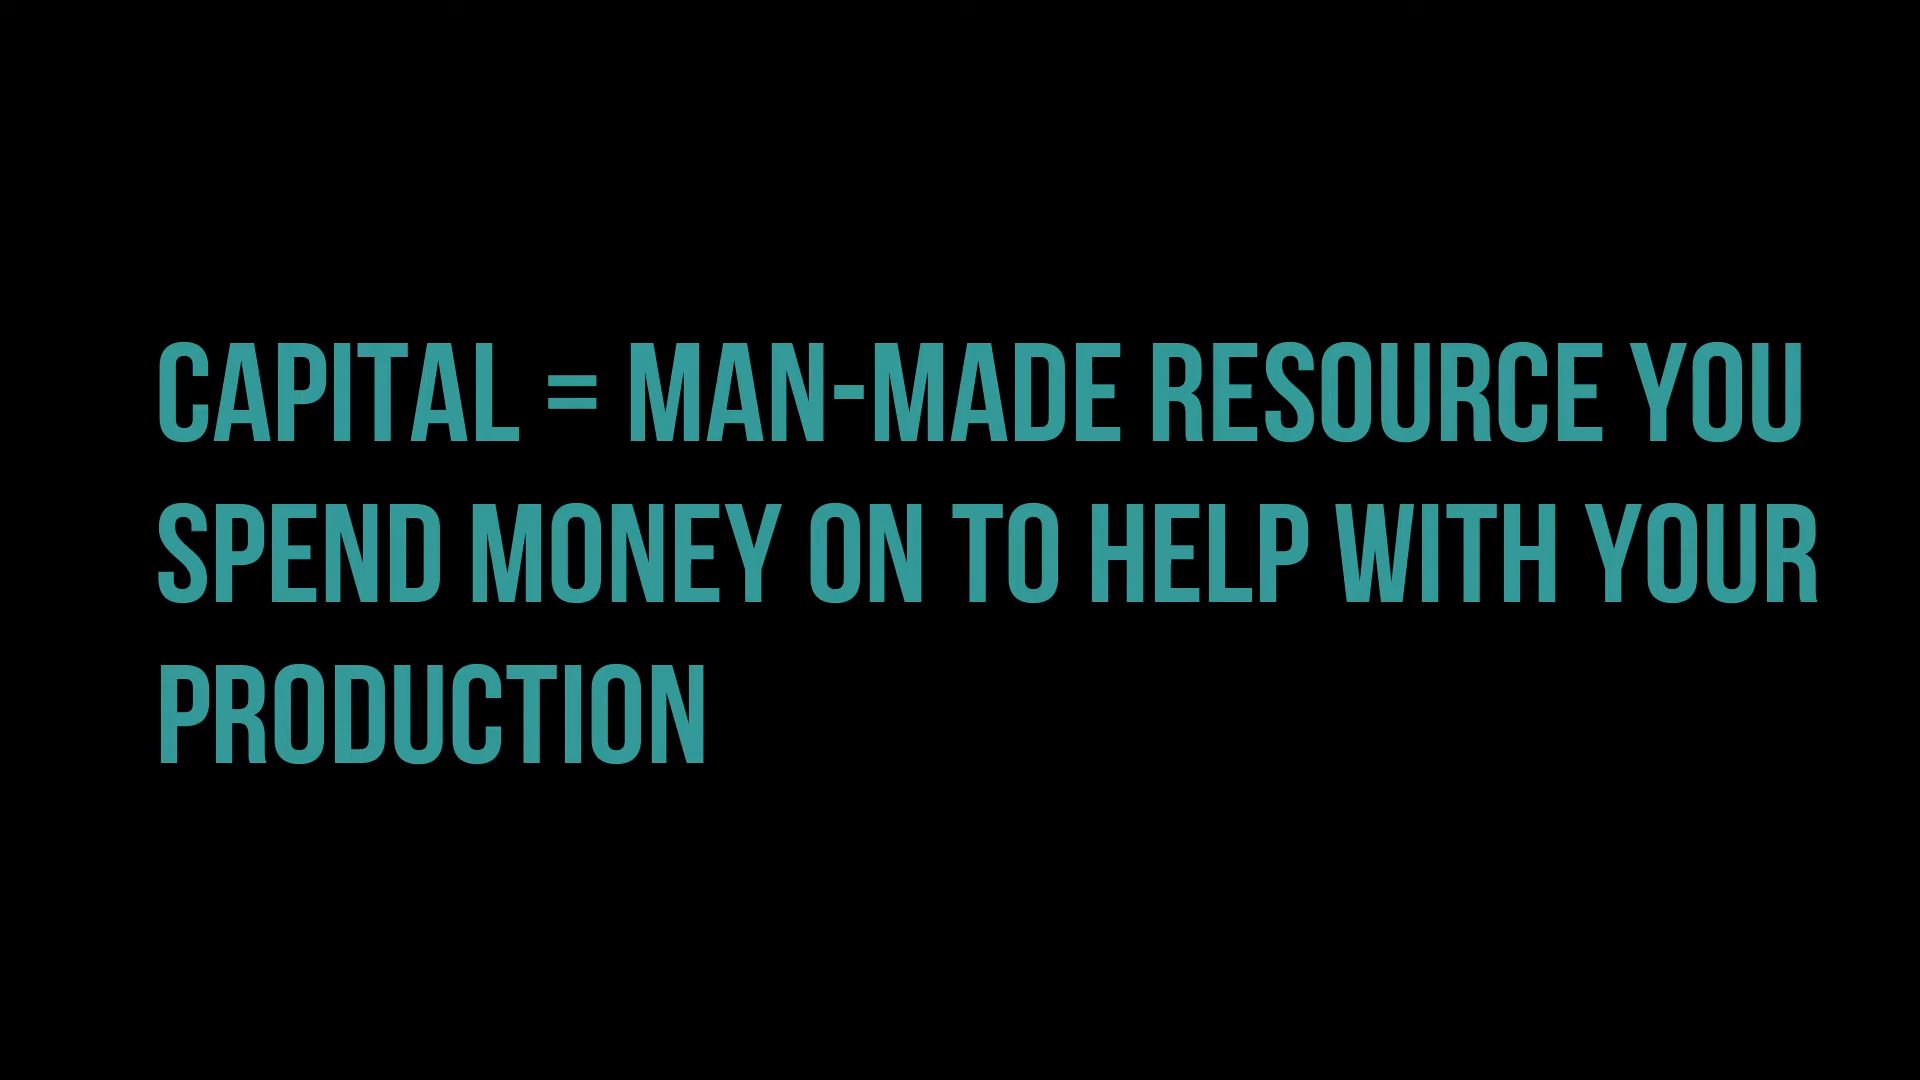 CAPITAL = MAN-MADE RESOURCE YOU
SPEND MONEY ON TO HELP WITH YOUR
PRODUCTION